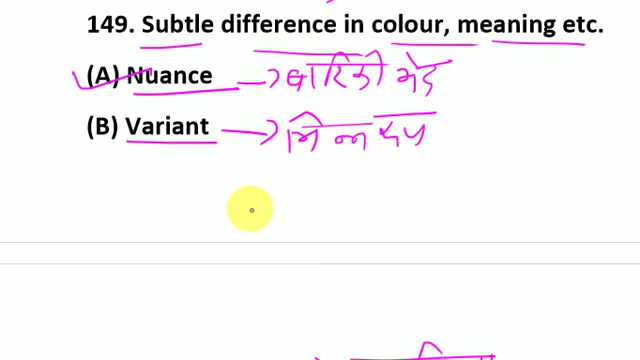 149. Subtle difference in colour, meaning etc.
(A) Nuance → बारिकी भेद
(B) Variant → भिन्न रूप